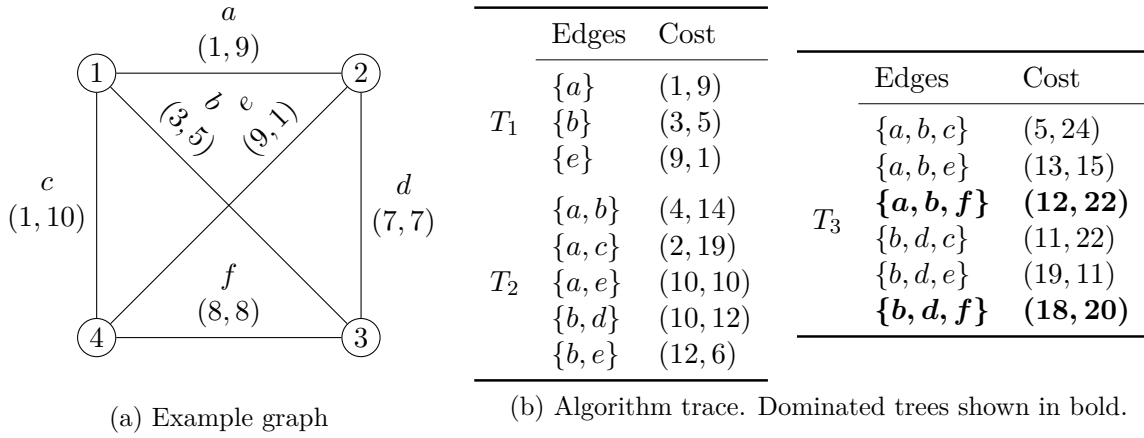 a
(1, 9)
1
2
b
(3, 5)
e
(9, 1)
c
(1, 10)
d
(7, 7)
f
(8, 8)
4
3
(a) Example graph
Edges Cost
{a} (1, 9)
T1 {b} (3, 5)
{e} (9, 1)
{a, b} (4, 14)
{a, c} (2, 19)
T2 {a, e} (10, 10)
{b, d} (10, 12)
{b, e} (12, 6)
Edges Cost
{a, b, c} (5, 24)
{a, b, e} (13, 15)
{a, b, f} (12, 22)
T3 {b, d, c} (11, 22)
{b, d, e} (19, 11)
{b, d, f} (18, 20)
(b) Algorithm trace. Dominated trees shown in bold.